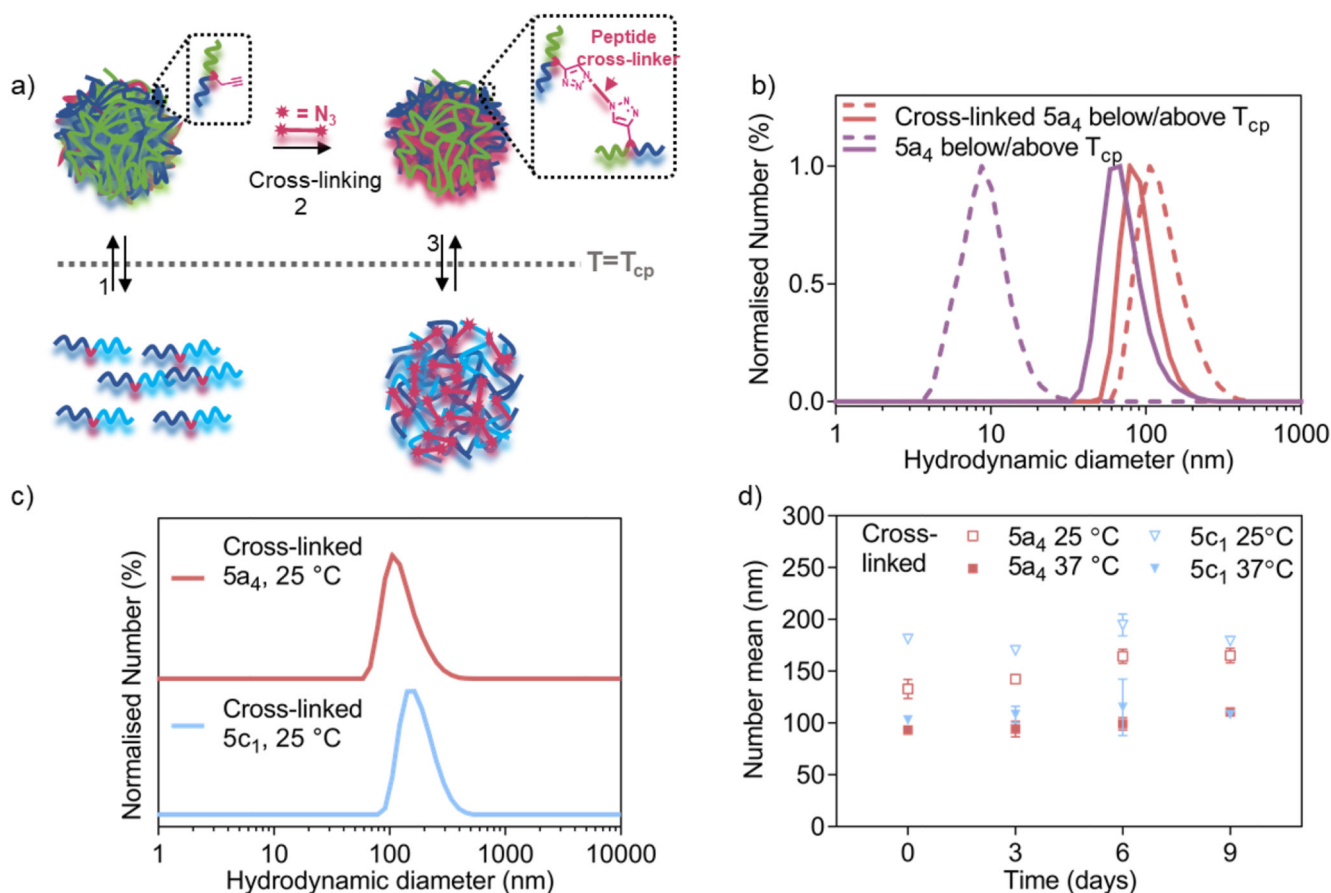 a)
= N3
Cross-linking
2
Peptide
cross-linker
N
N
N
N
N
N
1
3
T=Tcp
b)
Normalised Number (%)
1.0
0.5
0.0
Cross-linked 5a4 below/above Tcp
5a4 below/above Tcp
1
10
100
1000
Hydrodynamic diameter (nm)
c)
Normalised Number (%)
Cross-linked
5a4, 25 °C
Cross-linked
5c1, 25 °C
1
10
100
1000
10000
Hydrodynamic diameter (nm)
d)
Number mean (nm)
300
250
200
150
100
50
0
Cross-
linked
5a4 25 °C
5a4 37 °C
5c1 25°C
5c1 37°C
0
3
6
9
Time (days)